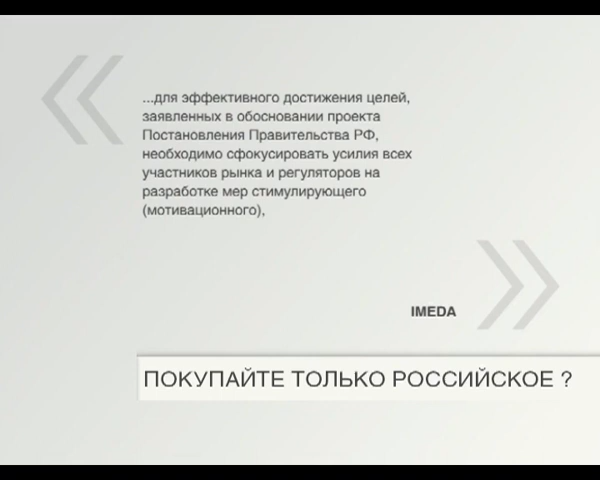 ...для эффективного достижения целей,
заявленных в обосновании проекта
Постановления Правительства РФ,
необходимо сфокусировать усилия всех
участников рынка и регуляторов на
разработке мер стимулирующего
(мотивационного),
IMEDA
ПОКУПАЙТЕ ТОЛЬКО РОССИЙСКОЕ ?